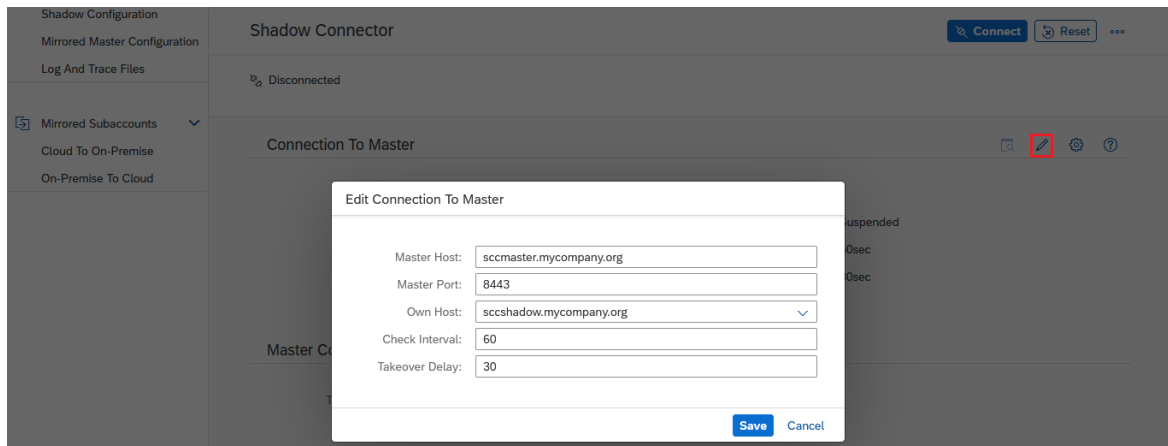 Shadow Configuration
Mirrored Master Configuration
Log And Trace Files
Mirrored Subaccounts
Cloud To On-Premise
On-Premise To Cloud
Shadow Connector
Connect
Reset
Disconnected
Connection To Master
Edit Connection To Master
Master Host: sccmaster.mycompany.org
Master Port: 8443
Own Host: sccshadow.mycompany.org
Check Interval: 60
Takeover Delay: 30
Save Cancel